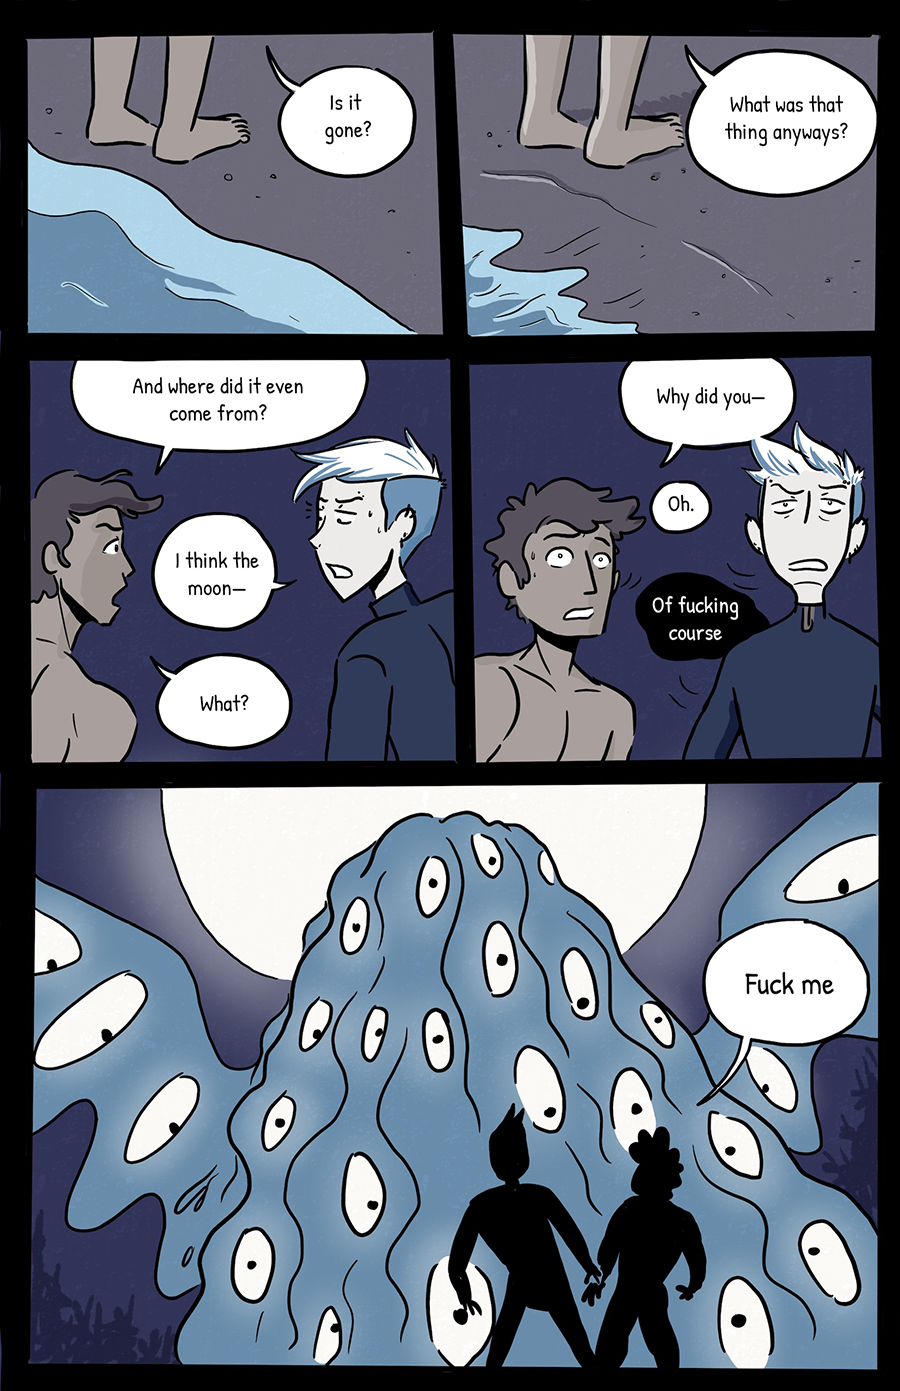 Is it
gone?
What was that
thing anyways?
And where did it even
come from?
I think the
moon—
What?
Why did you—
Oh.
Of fucking
course
Fuck me